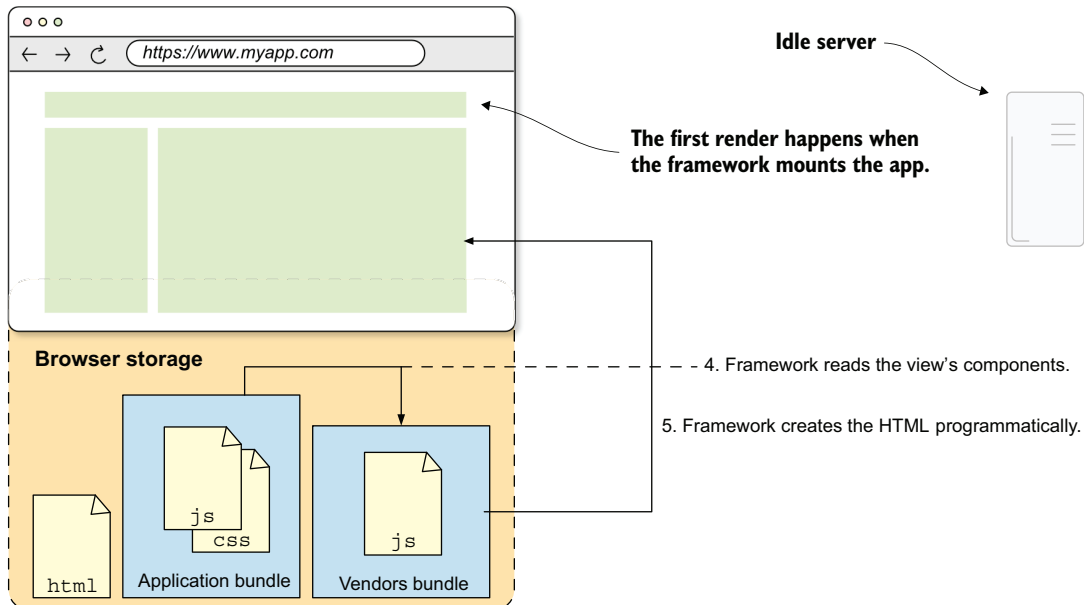 https://www.myapp.com
Idle server
The first render happens when
the framework mounts the app.
Browser storage
4. Framework reads the view’s components.
5. Framework creates the HTML programmatically.
js
css
js
html
Application bundle
Vendors bundle